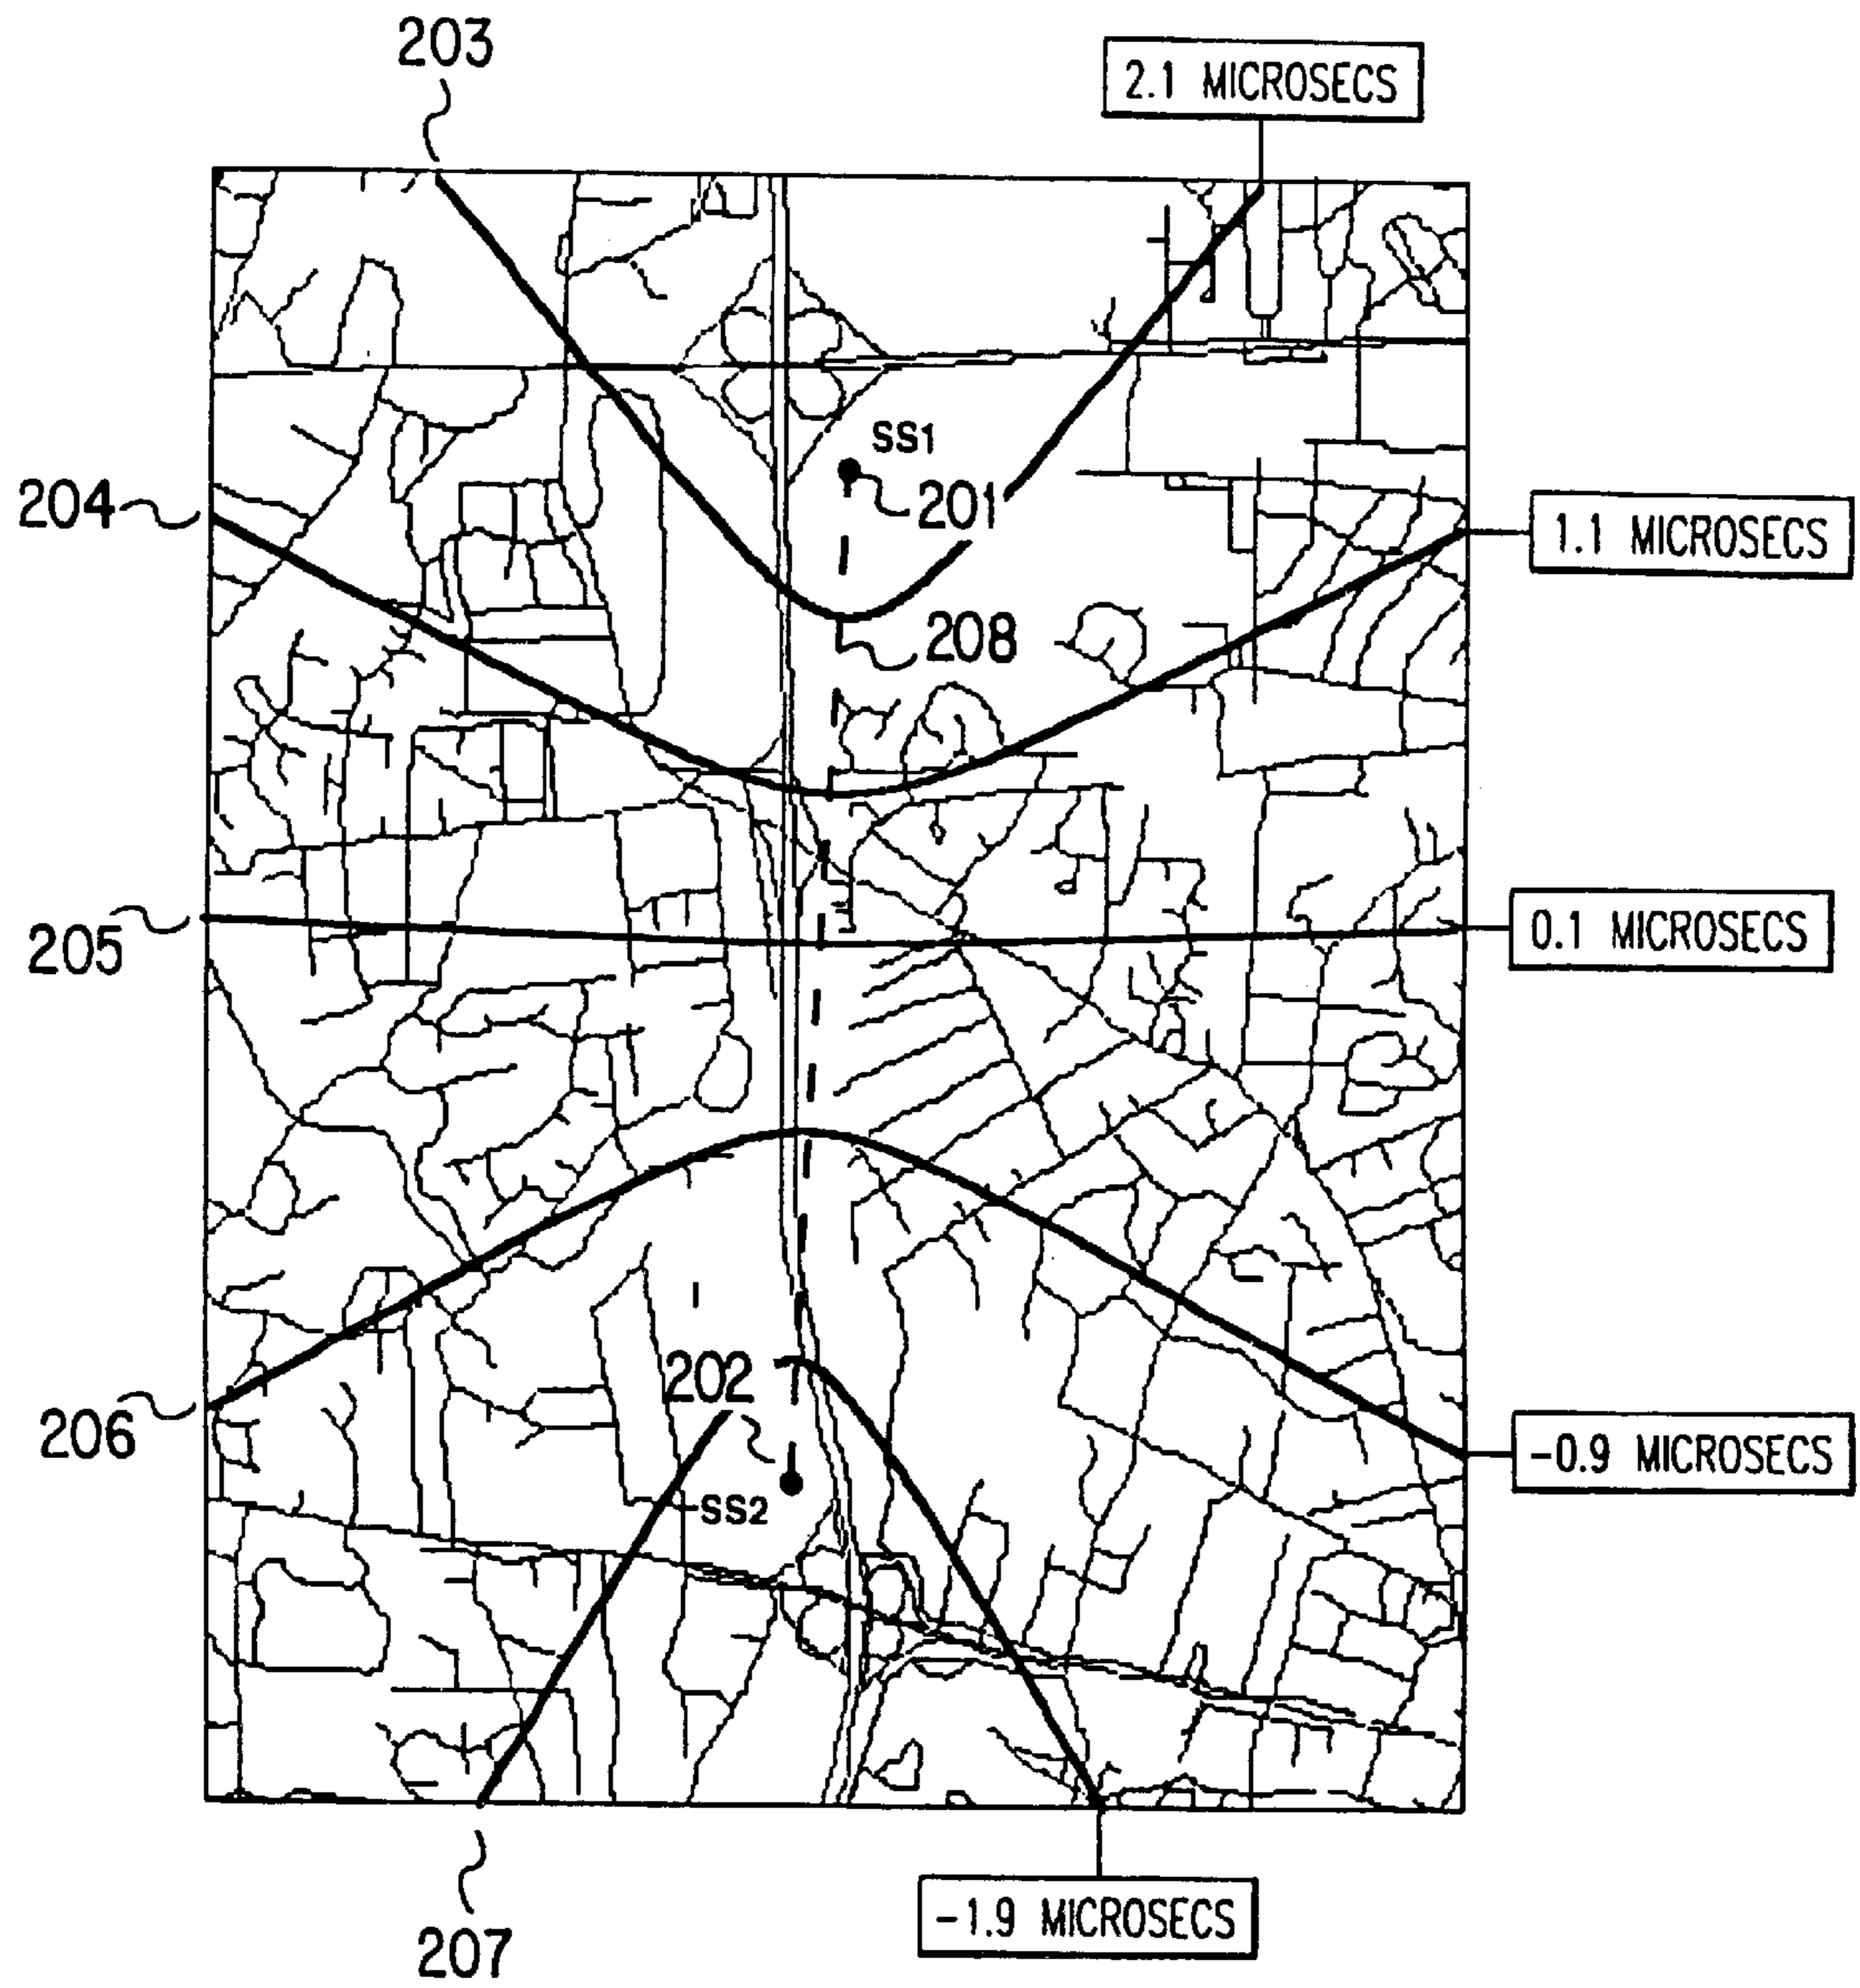 203
2.1 MICROSECS
SS1
201
204
1.1 MICROSECS
208
205
0.1 MICROSECS
202
206
-0.9 MICROSECS
SS2
-1.9 MICROSECS
207